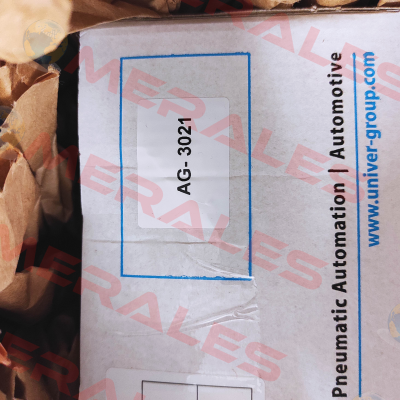 AG- 3021
Pneumatic Automation | Automotive
www.univer-group.com
MERALES
MERALES
MERALES